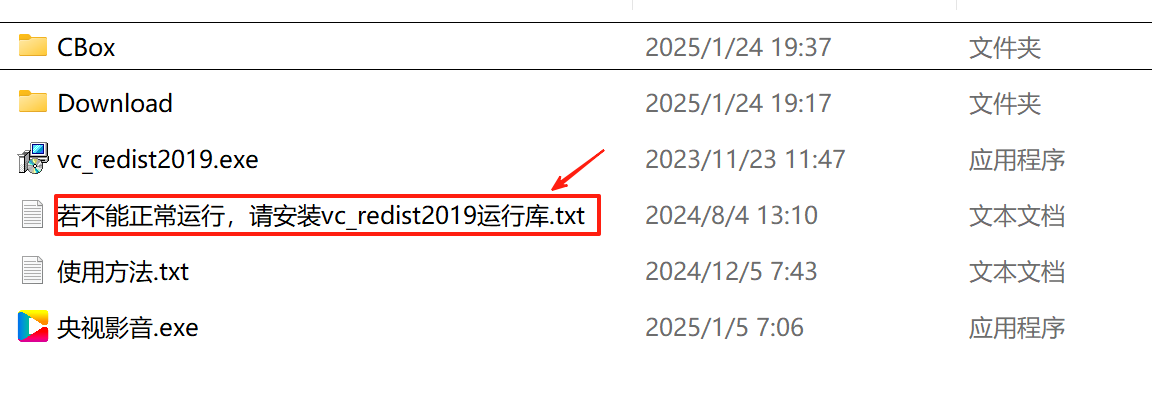 CBox 2025/1/24 19:37 文件夹
Download 2025/1/24 19:17 文件夹
vc_redist2019.exe 2023/11/23 11:47 应用程序
若不能正常运行，请安装vc_redist2019运行库.txt 2024/8/4 13:10 文本文档
使用方法.txt 2024/12/5 7:43 文本文档
央视影音.exe 2025/1/5 7:06 应用程序